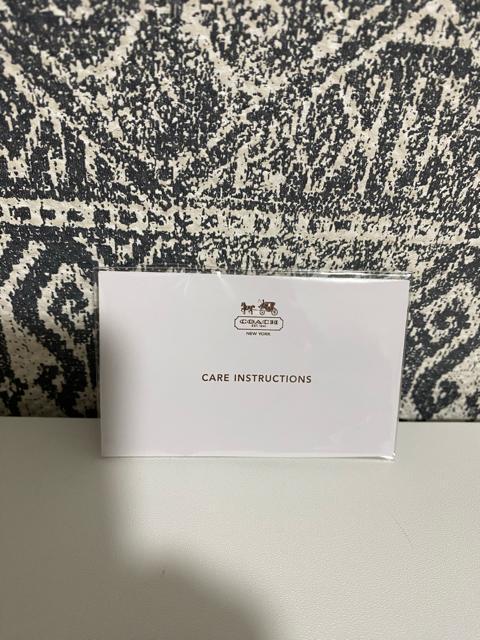 COACH
EST. 1941
NEW YORK
CARE INSTRUCTIONS